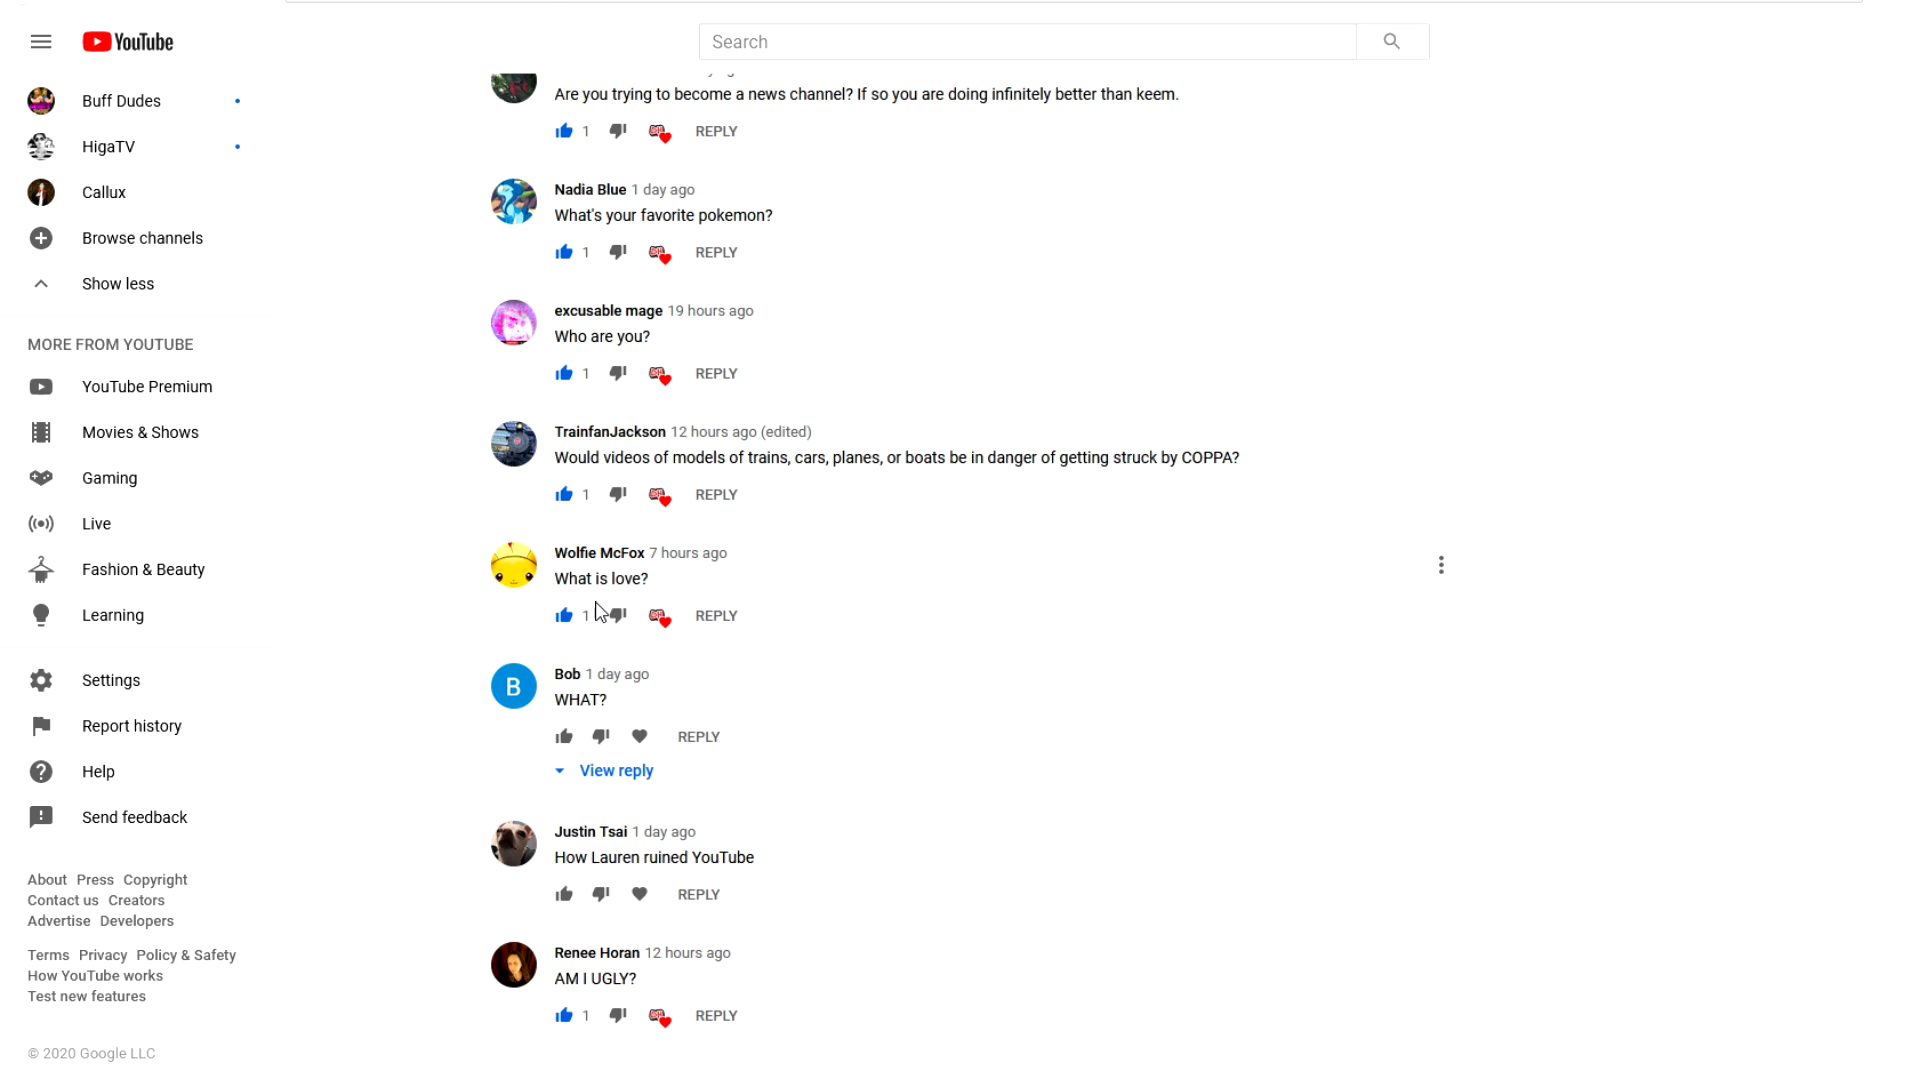 YouTube
Search
Buff Dudes
HigaTV
Callux
Browse channels
Show less
MORE FROM YOUTUBE
YouTube Premium
Movies & Shows
Gaming
Live
Fashion & Beauty
Learning
Settings
Report history
Help
Send feedback
About Press Copyright
Contact us Creators
Advertise Developers
Terms Privacy Policy & Safety
How YouTube works
Test new features
© 2020 Google LLC
Are you trying to become a news channel? If so you are doing infinitely better than keem.
1 REPLY
Nadia Blue 1 day ago
What's your favorite pokemon?
1 REPLY
excusable mage 19 hours ago
Who are you?
1 REPLY
TrainfanJackson 12 hours ago (edited)
Would videos of models of trains, cars, planes, or boats be in danger of getting struck by COPPA?
1 REPLY
Wolfie McFox 7 hours ago
What is love?
1 REPLY
B
Bob 1 day ago
WHAT?
REPLY
View reply
Justin Tsai 1 day ago
How Lauren ruined YouTube
REPLY
Renee Horan 12 hours ago
AM I UGLY?
1 REPLY